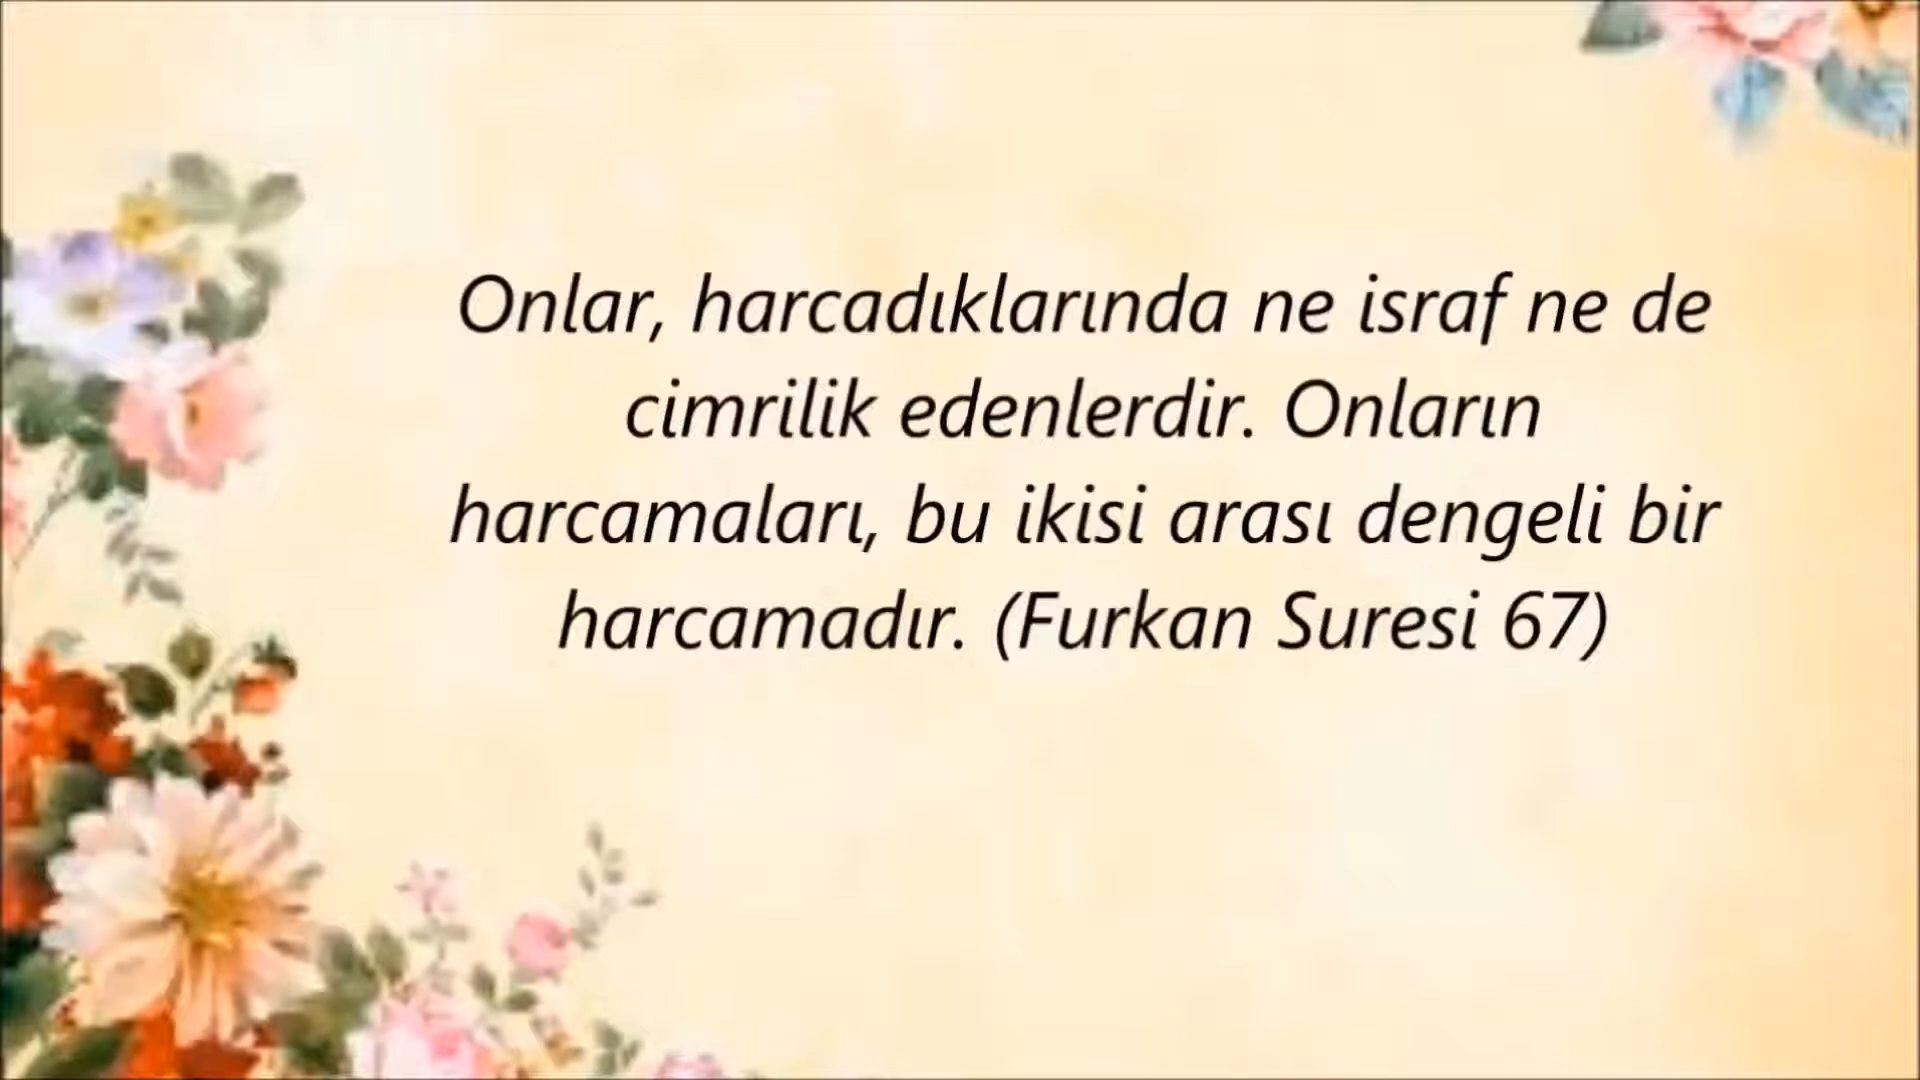 Onlar, harcadıklarında ne israf ne de
cimrilik edenlerdir. Onların
harcamaları, bu ikisi arası dengeli bir
harcamadır. (Furkan Suresi 67)